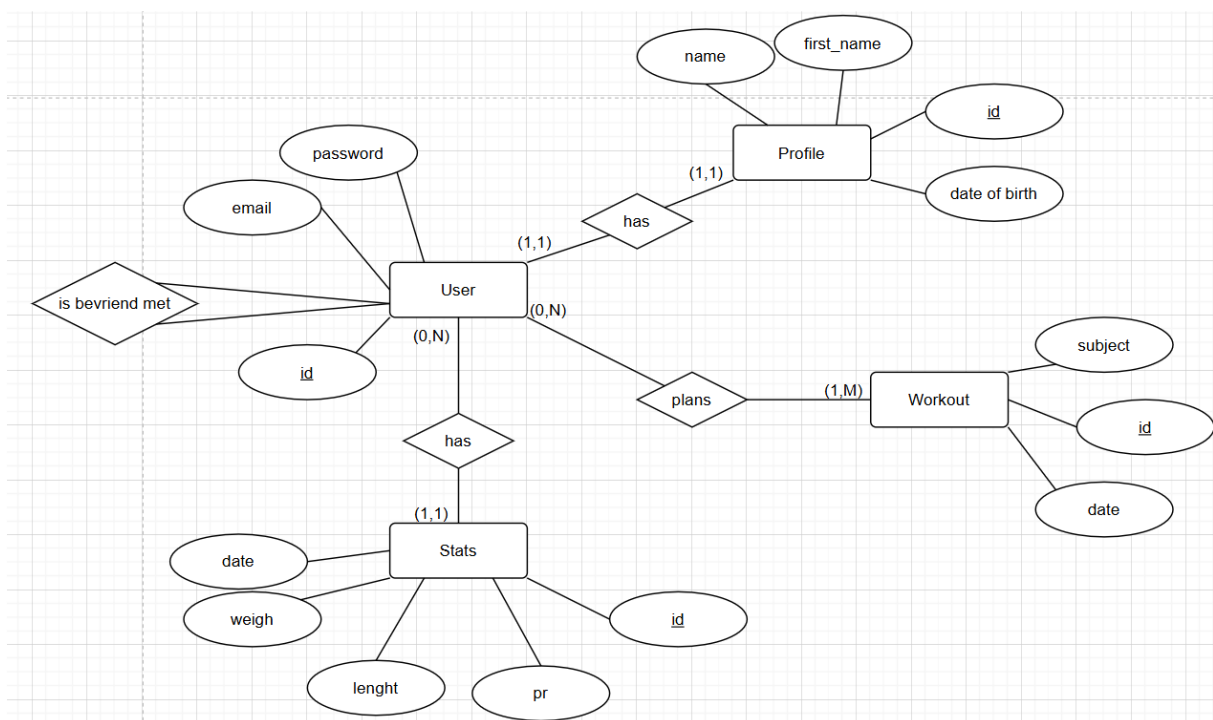 first_name
name
id
Profile
password
(1,1)
date of birth
email
has
(1,1)
User
is bevriend met
(0,N)
(0,N)
subject
id
(1,M)
plans
Workout
id
has
date
(1,1)
Stats
date
weigh
id
lenght
pr